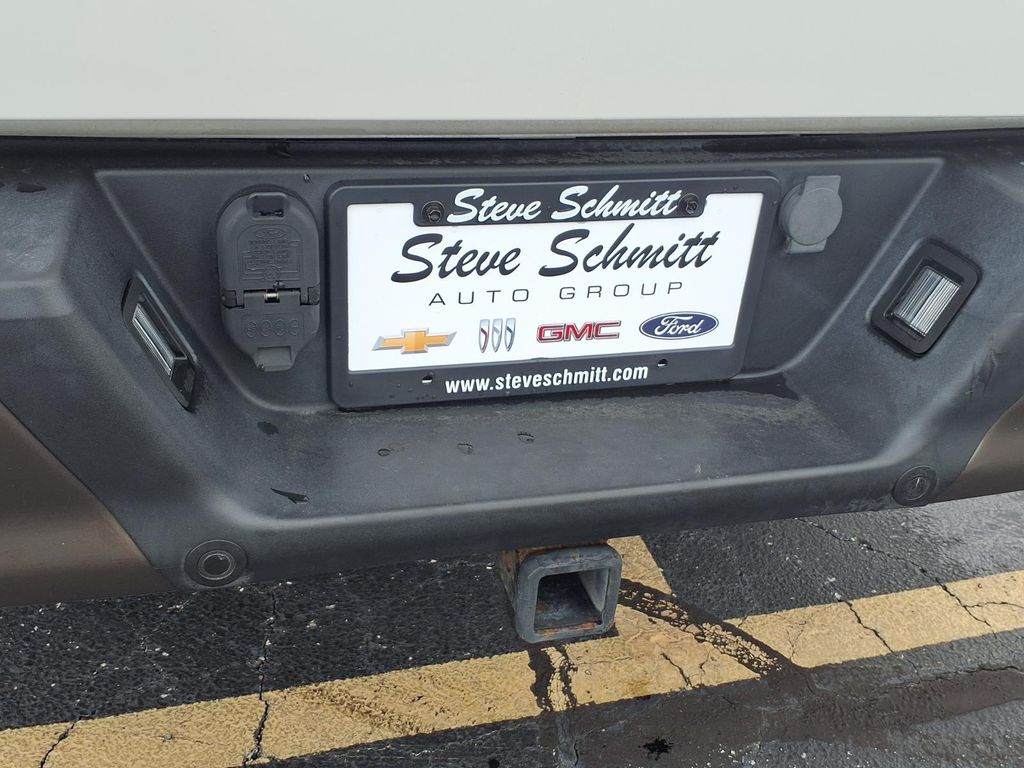 Steve Schmitt
Steve Schmitt
AUTO GROUP
GMC
Ford
www.steveschmitt.com